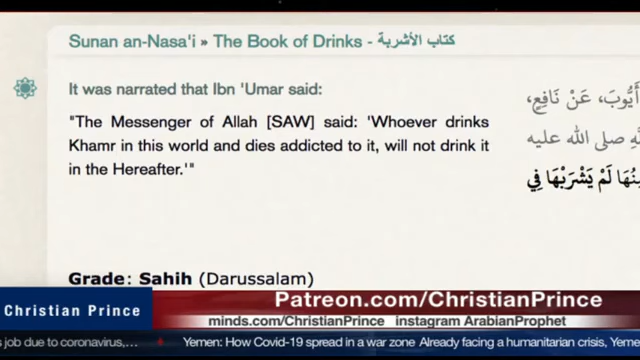 Sunan an-Nasa'i » The Book of Drinks - كتاب الأشربة
It was narrated that Ibn 'Umar said:
"The Messenger of Allah [SAW] said: 'Whoever drinks
Khamr in this world and dies addicted to it, will not drink it
in the Hereafter.'"
أَيُّوبَ، عَنْ نَافِعٍ،
صلى الله عليه
لَمْ يَشْرَبْهَا فِي
Grade: Sahih (Darussalam)
Christian Prince
Patreon.com/ChristianPrince
minds.com/ChristianPrince instagram ArabianProphet
job due to coronavirus,... Yemen: How Covid-19 spread in a war zone Already facing a humanitarian crisis, Yeme